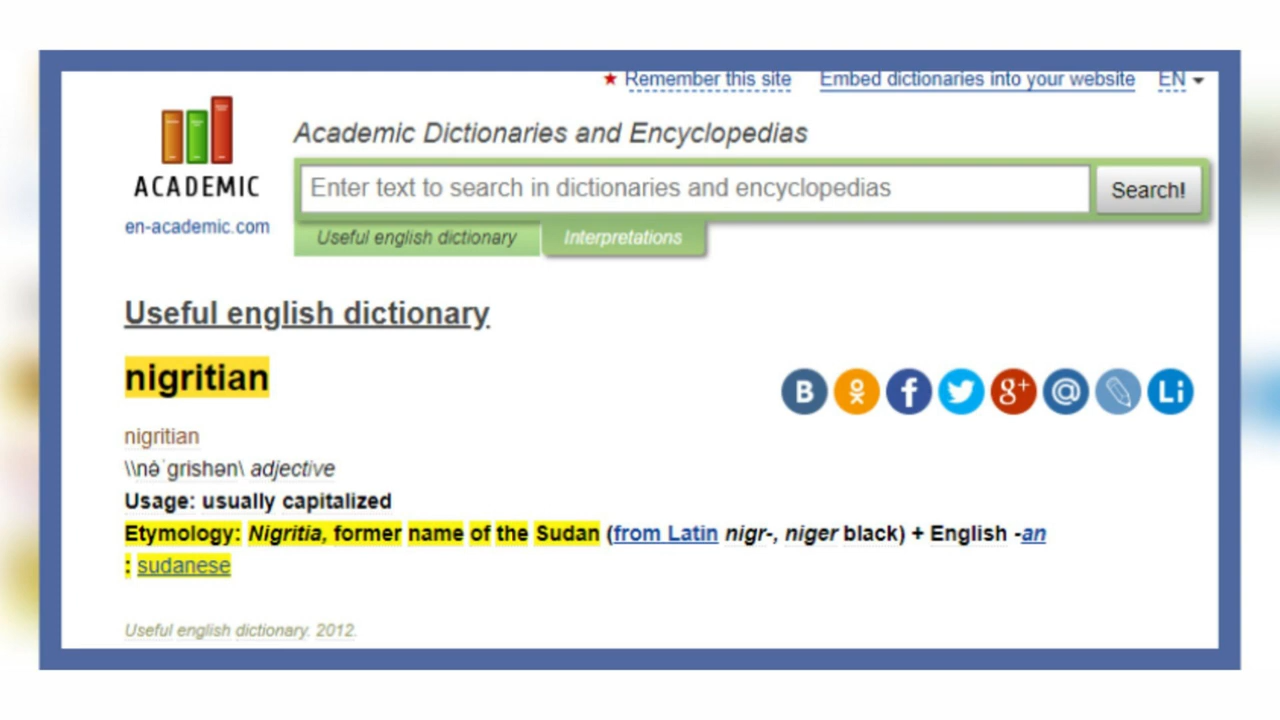 ★ Remember this site Embed dictionaries into your website EN
Academic Dictionaries and Encyclopedias
ACADEMIC
Enter text to search in dictionaries and encyclopedias Search!
en-academic.com
Useful english dictionary Interpretations
Useful english dictionary
nigritian
B f 8+ @ Li
nigritian
\\nə̇ˈgrishən\ adjective
Usage: usually capitalized
Etymology: Nigritia, former name of the Sudan (from Latin nigr-, niger black) + English -an
: sudanese
Useful english dictionary. 2012.